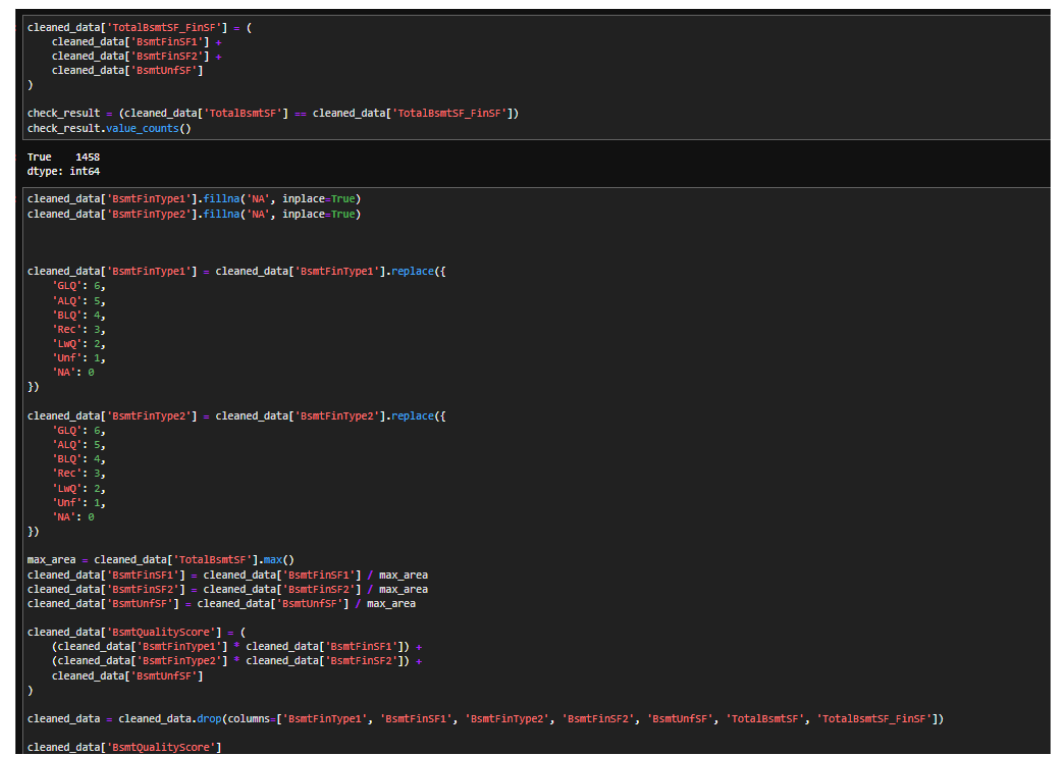 cleaned_data['TotalBsmtSF_FinSF'] = (
    cleaned_data['BsmtFinSF1'] +
    cleaned_data['BsmtFinSF2'] +
    cleaned_data['BsmtUnfSF']
)
check_result = (cleaned_data['TotalBsmtSF'] == cleaned_data['TotalBsmtSF_FinSF'])
check_result.value_counts()
True    1458
dtype: int64
cleaned_data['BsmtFinType1'].fillna('NA', inplace=True)
cleaned_data['BsmtFinType2'].fillna('NA', inplace=True)
cleaned_data['BsmtFinType1'] = cleaned_data['BsmtFinType1'].replace({
    'GLQ': 6,
    'ALQ': 5,
    'BLQ': 4,
    'Rec': 3,
    'LwQ': 2,
    'Unf': 1,
    'NA': 0
})
cleaned_data['BsmtFinType2'] = cleaned_data['BsmtFinType2'].replace({
    'GLQ': 6,
    'ALQ': 5,
    'BLQ': 4,
    'Rec': 3,
    'LwQ': 2,
    'Unf': 1,
    'NA': 0
})
max_area = cleaned_data['TotalBsmtSF'].max()
cleaned_data['BsmtFinSF1'] = cleaned_data['BsmtFinSF1'] / max_area
cleaned_data['BsmtFinSF2'] = cleaned_data['BsmtFinSF2'] / max_area
cleaned_data['BsmtUnfSF'] = cleaned_data['BsmtUnfSF'] / max_area
cleaned_data['BsmtQualityScore'] = (
    (cleaned_data['BsmtFinType1'] * cleaned_data['BsmtFinSF1']) +
    (cleaned_data['BsmtFinType2'] * cleaned_data['BsmtFinSF2']) +
    cleaned_data['BsmtUnfSF']
)
cleaned_data = cleaned_data.drop(columns=['BsmtFinType1', 'BsmtFinSF1', 'BsmtFinType2', 'BsmtFinSF2', 'BsmtUnfSF', 'TotalBsmtSF', 'TotalBsmtSF_FinSF'])
cleaned_data['BsmtQualityScore']